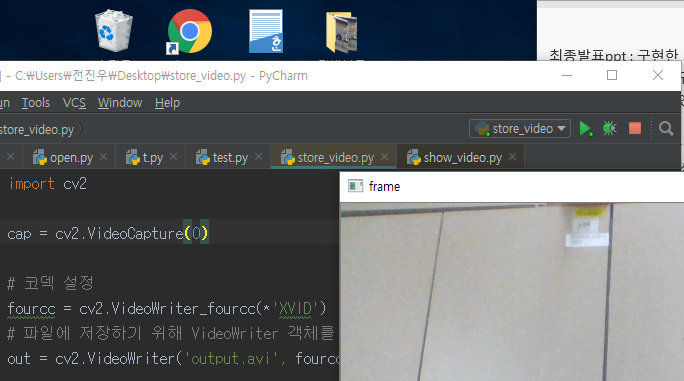 최종발표ppt : 구현한
- C:₩Users₩전진우₩Desktop₩store_video.py - PyCharm
Tools VCS Window Help
store_video.py
store_video
open.py t.py test.py store_video.py show_video.py
import cv2
frame
cap = cv2.VideoCapture(0)
# 코덱 설정
fourcc = cv2.VideoWriter_fourcc(*'XVID')
# 파일에 저장하기 위해 VideoWriter 객체를
out = cv2.VideoWriter('output.avi', fourcc